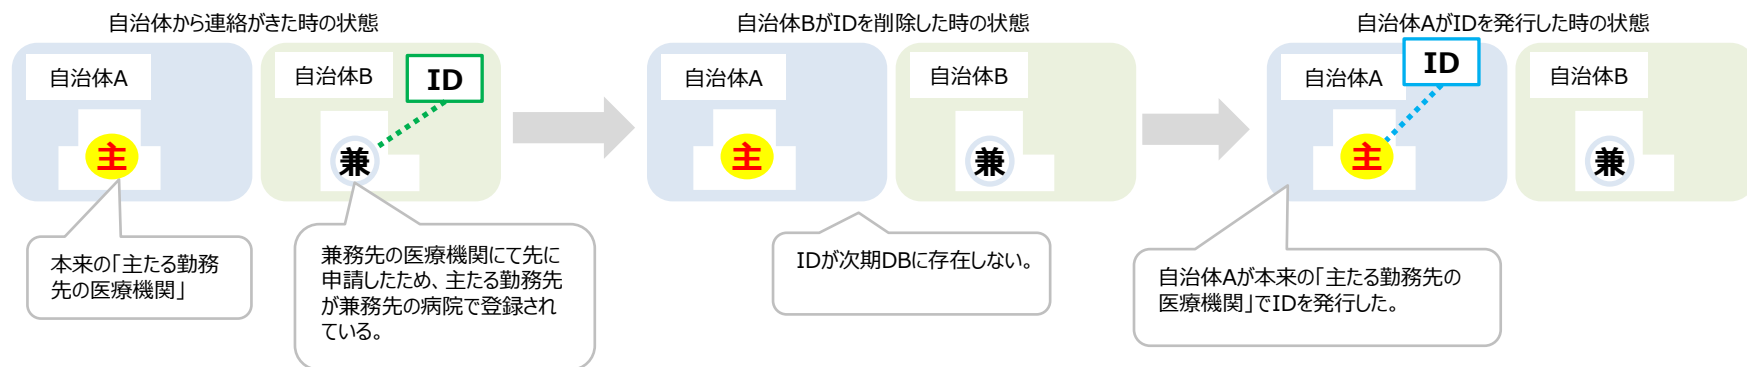 自治体から連絡がきた時の状態
自治体A
自治体B
ID
主
兼
本来の「主たる勤務
先の医療機関」
兼務先の医療機関にて先に
申請したため、主たる勤務先
が兼務先の病院で登録され
ている。
自治体BがIDを削除した時の状態
自治体A
自治体B
主
兼
IDが次期DBに存在しない。
自治体AがIDを発行した時の状態
自治体A
ID
自治体B
主
兼
自治体Aが本来の「主たる勤務先の
医療機関」でIDを発行した。